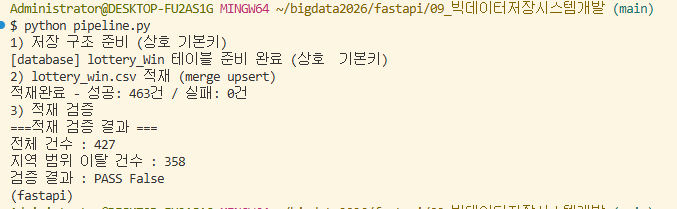 Administrator@DESKTOP-FU2AS1G MINGW64 ~/bigdata2026/fastapi/09_빅데이터저장시스템개발 (main)
$ python pipeline.py
1) 저장 구조 준비 (상호 기본키)
[database] lottery_Win 테이블 준비 완료 (상호  기본키)
2) lottery_win.csv 적재 (merge upsert)
적재완료 - 성공: 463건 / 실패: 0건
3) 적재 검증
===적재 검증 결과 ===
전체 건수 : 427
지역 범위 이탈 건수 : 358
검증 결과 : PASS False
(fastapi)